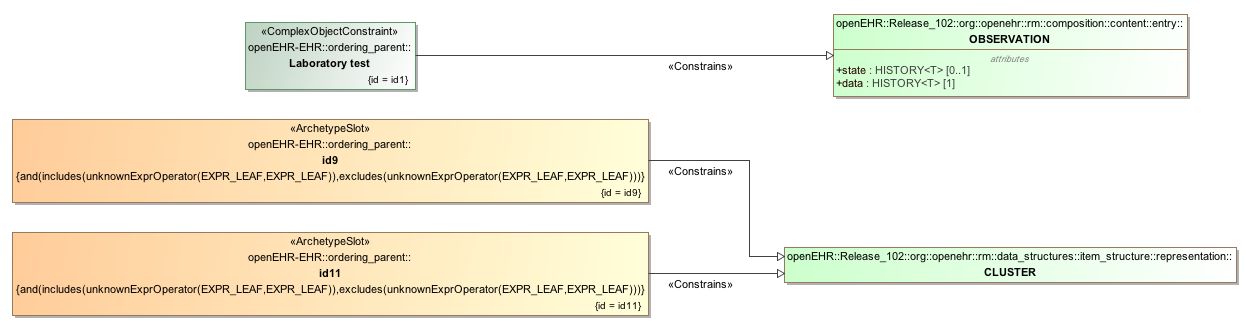 «ComplexObjectConstraint»
openEHR-EHR::ordering_parent::
Laboratory test
{id = id1}
«Constrains»
openEHR::Release_102::org::openehr::rm::composition::content::entry::
OBSERVATION
attributes
+state : HISTORY<T> [0..1]
+data : HISTORY<T> [1]
«ArchetypeSlot»
openEHR-EHR::ordering_parent::
id9
{and(includes(unknownExprOperator(EXPR_LEAF,EXPR_LEAF)),excludes(unknownExprOperator(EXPR_LEAF,EXPR_LEAF)))}
{id = id9}
«Constrains»
«ArchetypeSlot»
openEHR-EHR::ordering_parent::
id11
{and(includes(unknownExprOperator(EXPR_LEAF,EXPR_LEAF)),excludes(unknownExprOperator(EXPR_LEAF,EXPR_LEAF)))}
{id = id11}
«Constrains»
openEHR::Release_102::org::openehr::rm::data_structures::item_structure::representation::
CLUSTER